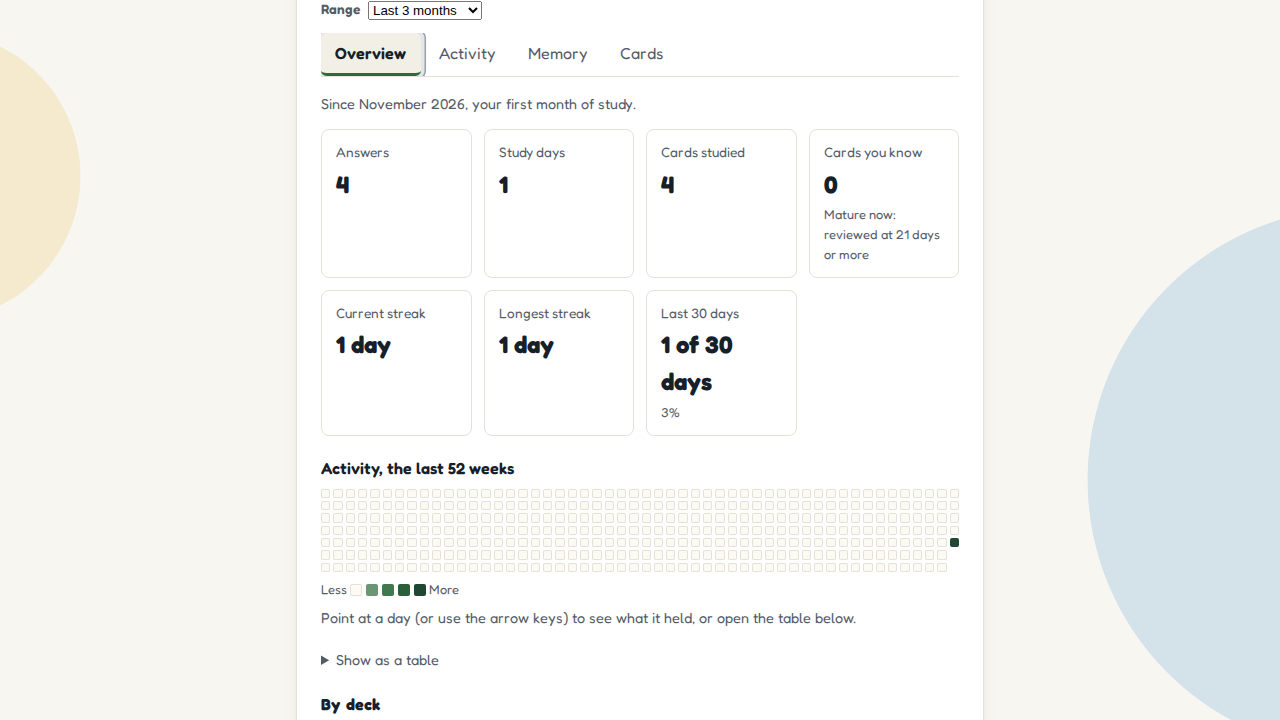 Range Last 3 months
Overview Activity Memory Cards
Since November 2026, your first month of study.
Answers
4
Study days
1
Cards studied
4
Cards you know
0
Mature now:
reviewed at 21 days
or more
Current streak
1 day
Longest streak
1 day
Last 30 days
1 of 30
days
3%
Activity, the last 52 weeks
Less More
Point at a day (or use the arrow keys) to see what it held, or open the table below.
Show as a table
By deck